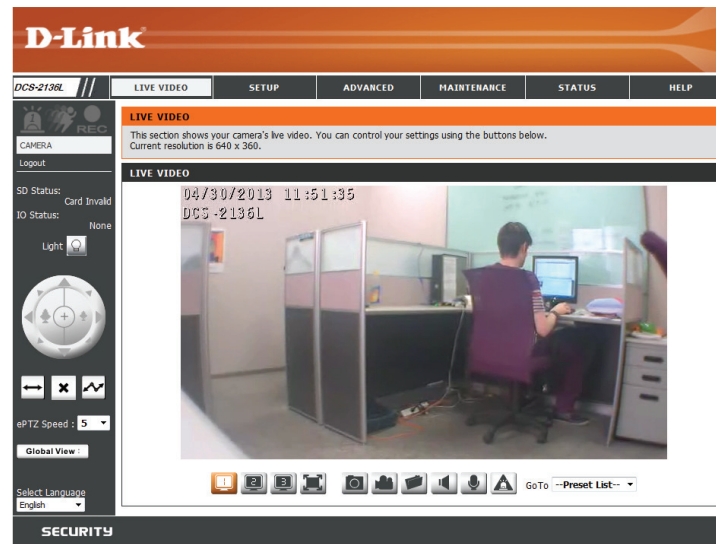 D-Link
DCS-2136L // LIVE VIDEO SETUP ADVANCED MAINTENANCE STATUS HELP
REC
CAMERA
Logout
SD Status:
Card Invalid
IO Status:
None
Light
ePTZ Speed : 5
Global View :
Select Language
English
LIVE VIDEO
This section shows your camera's live video. You can control your settings using the buttons below.
Current resolution is 640 x 360.
LIVE VIDEO
04/30/2013 11:51:35
DCS-2136L
1 2 3 GoTo --Preset List--
SECURITY